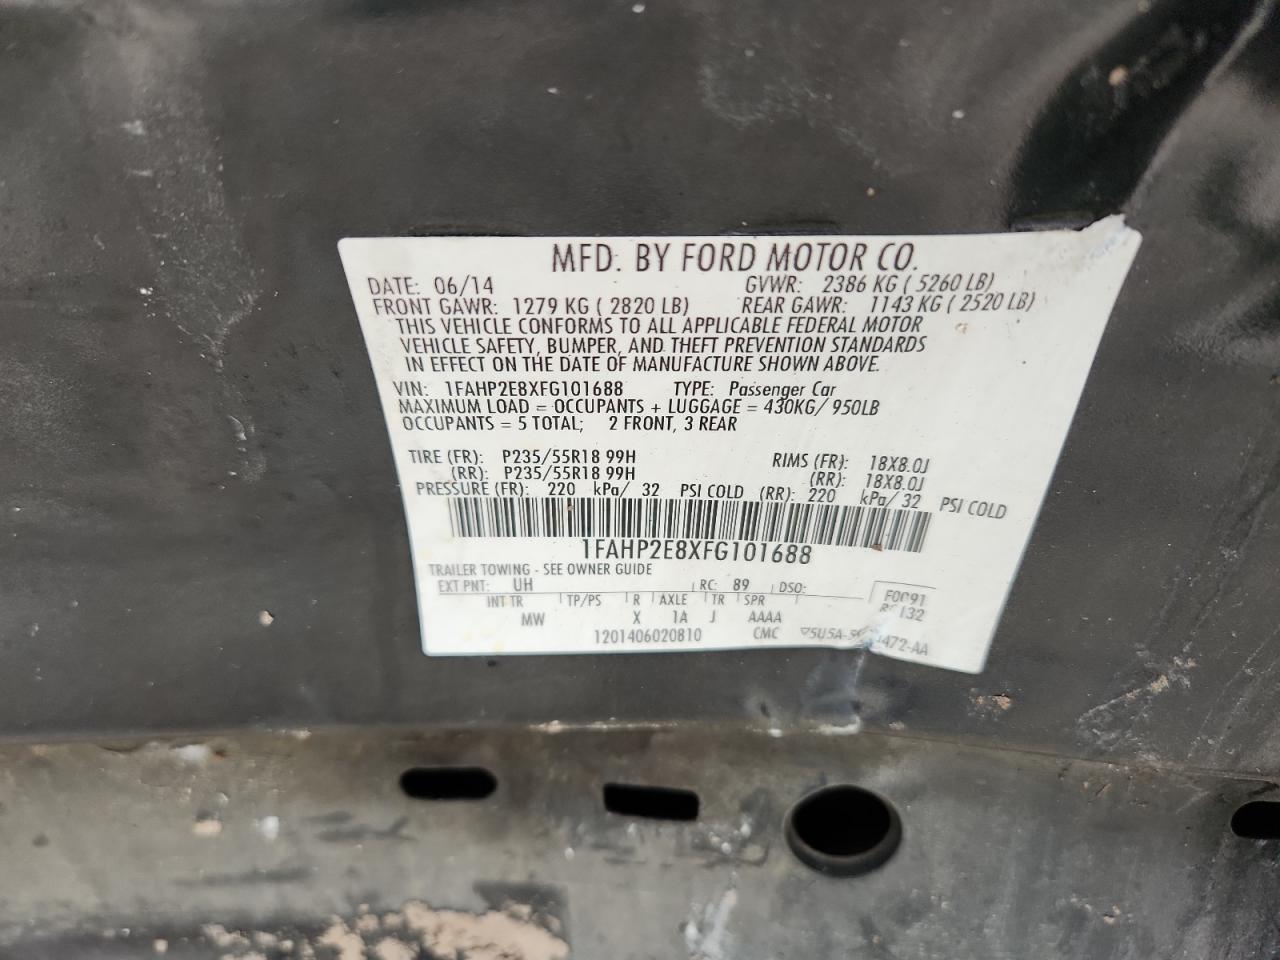 MFD. BY FORD MOTOR CO.
DATE: 06/14 GVWR: 2386 KG ( 5260 LB)
FRONT GAWR: 1279 KG ( 2820 LB) REAR GAWR: 1143 KG ( 2520 LB)
THIS VEHICLE CONFORMS TO ALL APPLICABLE FEDERAL MOTOR
VEHICLE SAFETY, BUMPER, AND THEFT PREVENTION STANDARDS
IN EFFECT ON THE DATE OF MANUFACTURE SHOWN ABOVE.
VIN: 1FAHP2E8XFG101688 TYPE: Passenger Car
MAXIMUM LOAD = OCCUPANTS + LUGGAGE = 430KG/ 950LB
OCCUPANTS = 5 TOTAL; 2 FRONT, 3 REAR
TIRE (FR): P235/55R18 99H RIMS (FR): 18X8.0J
(RR): P235/55R18 99H (RR): 18X8.0J
PRESSURE (FR): 220 kPa/ 32 PSI COLD (RR): 220 kPa/ 32 PSI COLD
1FAHP2E8XFG101688
TRAILER TOWING - SEE OWNER GUIDE
EXT PNT: UH RC: 89 DSO: F0091
INT TR TP/PS R AXLE TR SPR
MW X 1A J AAAA
1201406020810 CMC